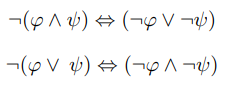 ¬(φ ∧ ψ) ⇔ (¬φ ∨ ¬ψ)
¬(φ ∨ ψ) ⇔ (¬φ ∧ ¬ψ)